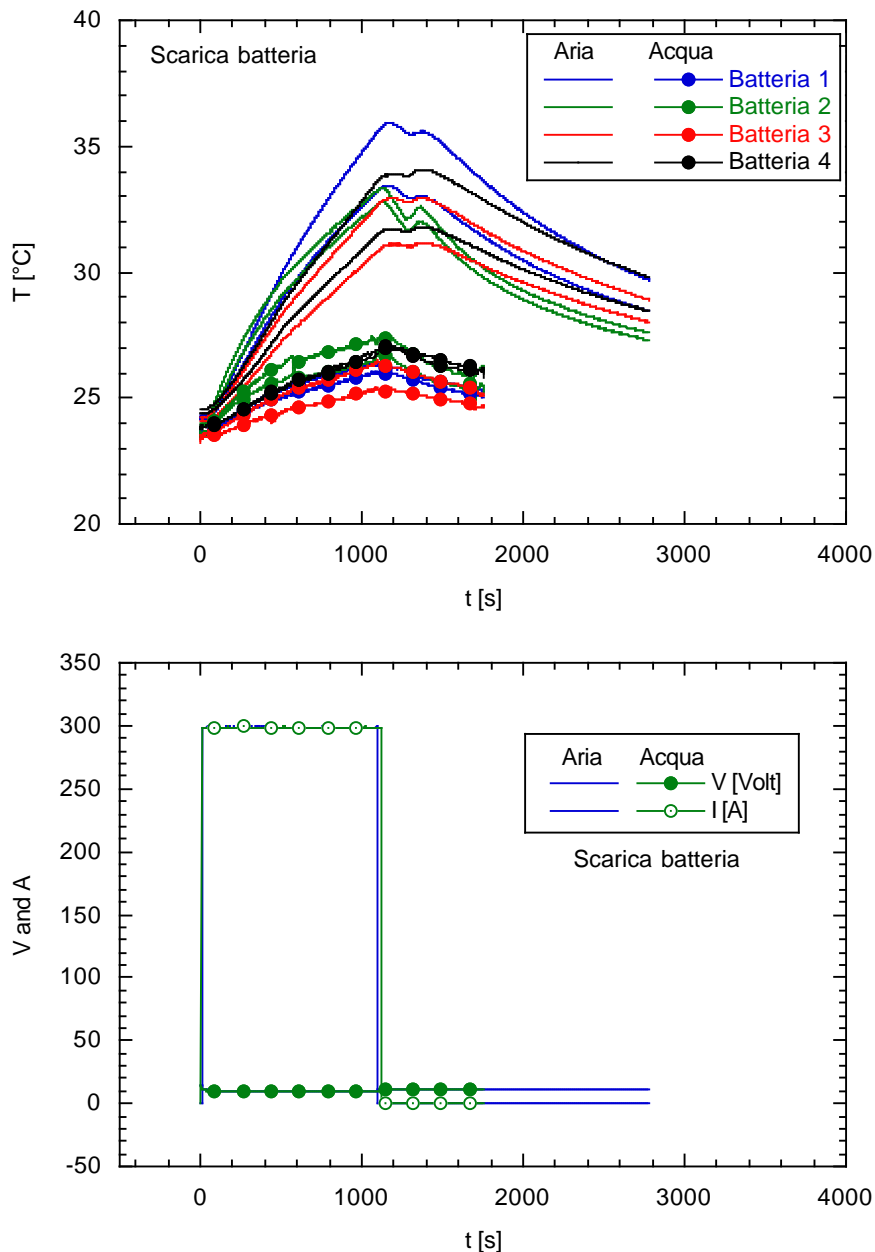 40
Scarica batteria
Aria Acqua
Batteria 1
Batteria 2
Batteria 3
Batteria 4
35
30
25
20
T [°C]
0 1000 2000 3000 4000
t [s]
350
300
250
200
150
100
50
0
-50
V and A
Aria Acqua
V [Volt]
I [A]
Scarica batteria
0 1000 2000 3000 4000
t [s]